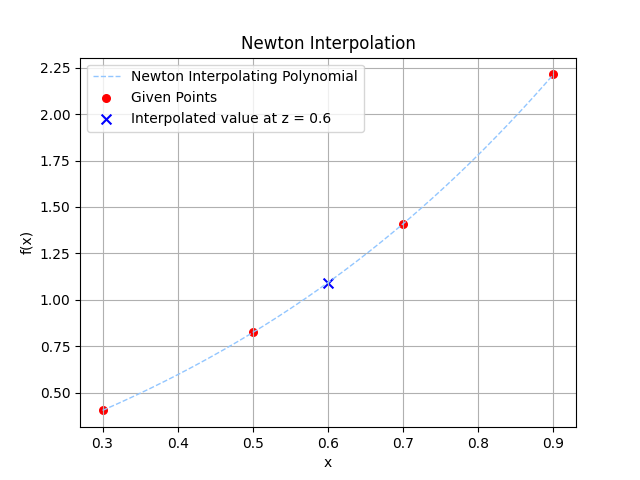 Newton Interpolation
Newton Interpolating Polynomial
Given Points
Interpolated value at z = 0.6
2.25
2.00
1.75
1.50
1.25
1.00
0.75
0.50
f(x)
0.3 0.4 0.5 0.6 0.7 0.8 0.9
x